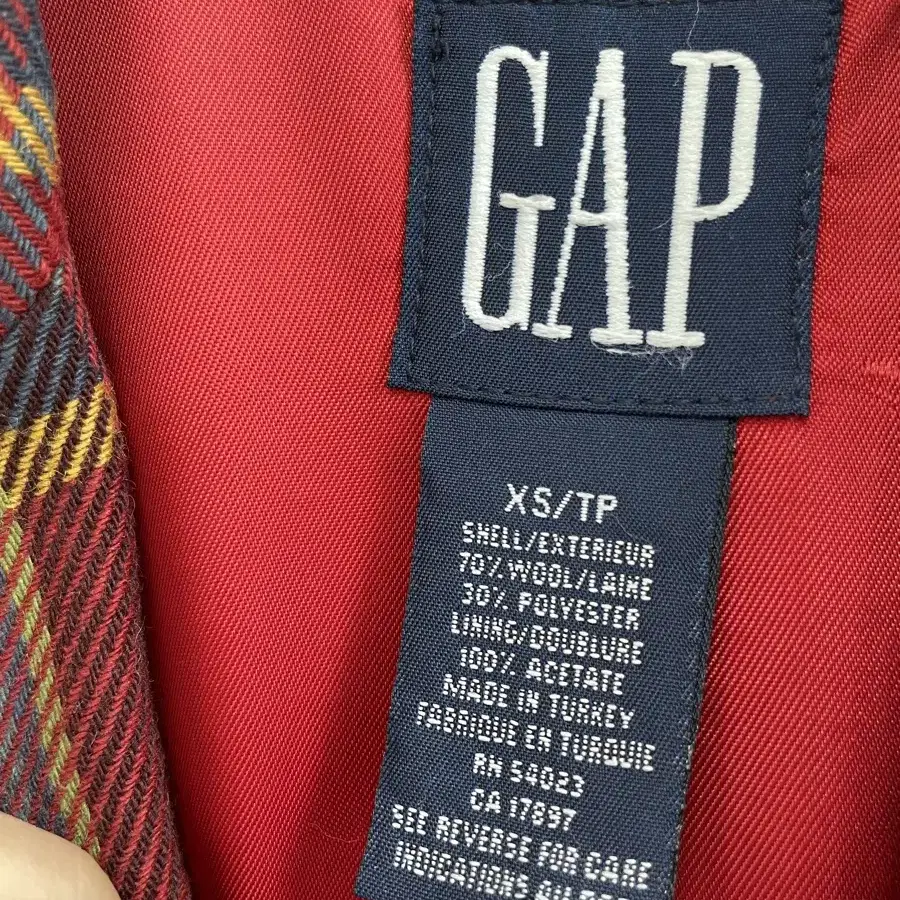 GAP
XS/TP
SHELL/EXTERIEUR
70% WOOL/LAINE
30% POLYESTER
LINING/DOUBLURE
100% ACETATE
MADE IN TURKEY
FABRIQUE EN TURQUIE
RN 54023
CA 17897
SEE REVERSE FOR CARE
INDICATIONS